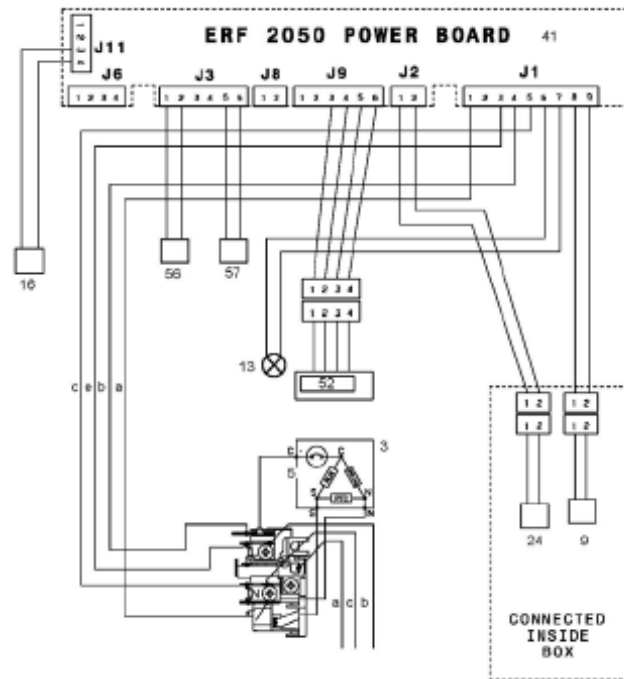 ERF 2050 POWER BOARD 41
J11
J6 J3 J8 J9 J2 J1
1 2 3 4
1 2 3 4 5 6
1 2
1 2 3 4 5 6
1 2
1 2 3 4 5 6 7 8 9
16
56
57
1 2 3 4
1 2 3 4
13
52
c e b a
3
C C
S N
S N
L
N
a c b
1 2 1 2
1 2 1 2
24
9
CONNECTED
INSIDE
BOX